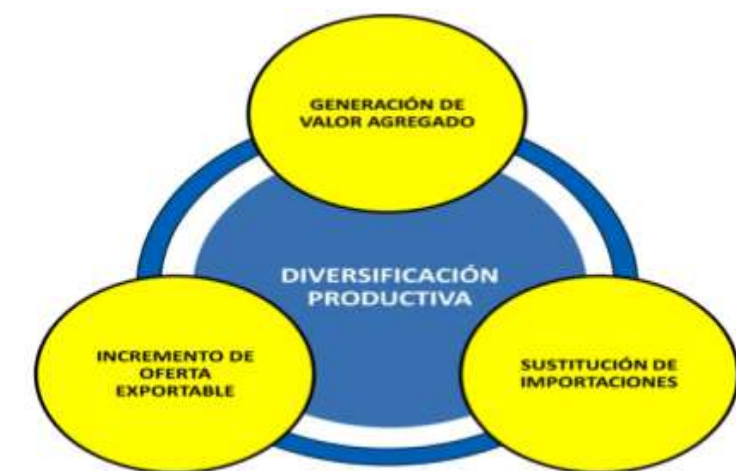 GENERACIÓN DE
VALOR AGREGADO
DIVERSIFICACIÓN
PRODUCTIVA
INCREMENTO DE
OFERTA
EXPORTABLE
SUSTITUCIÓN DE
IMPORTACIONES